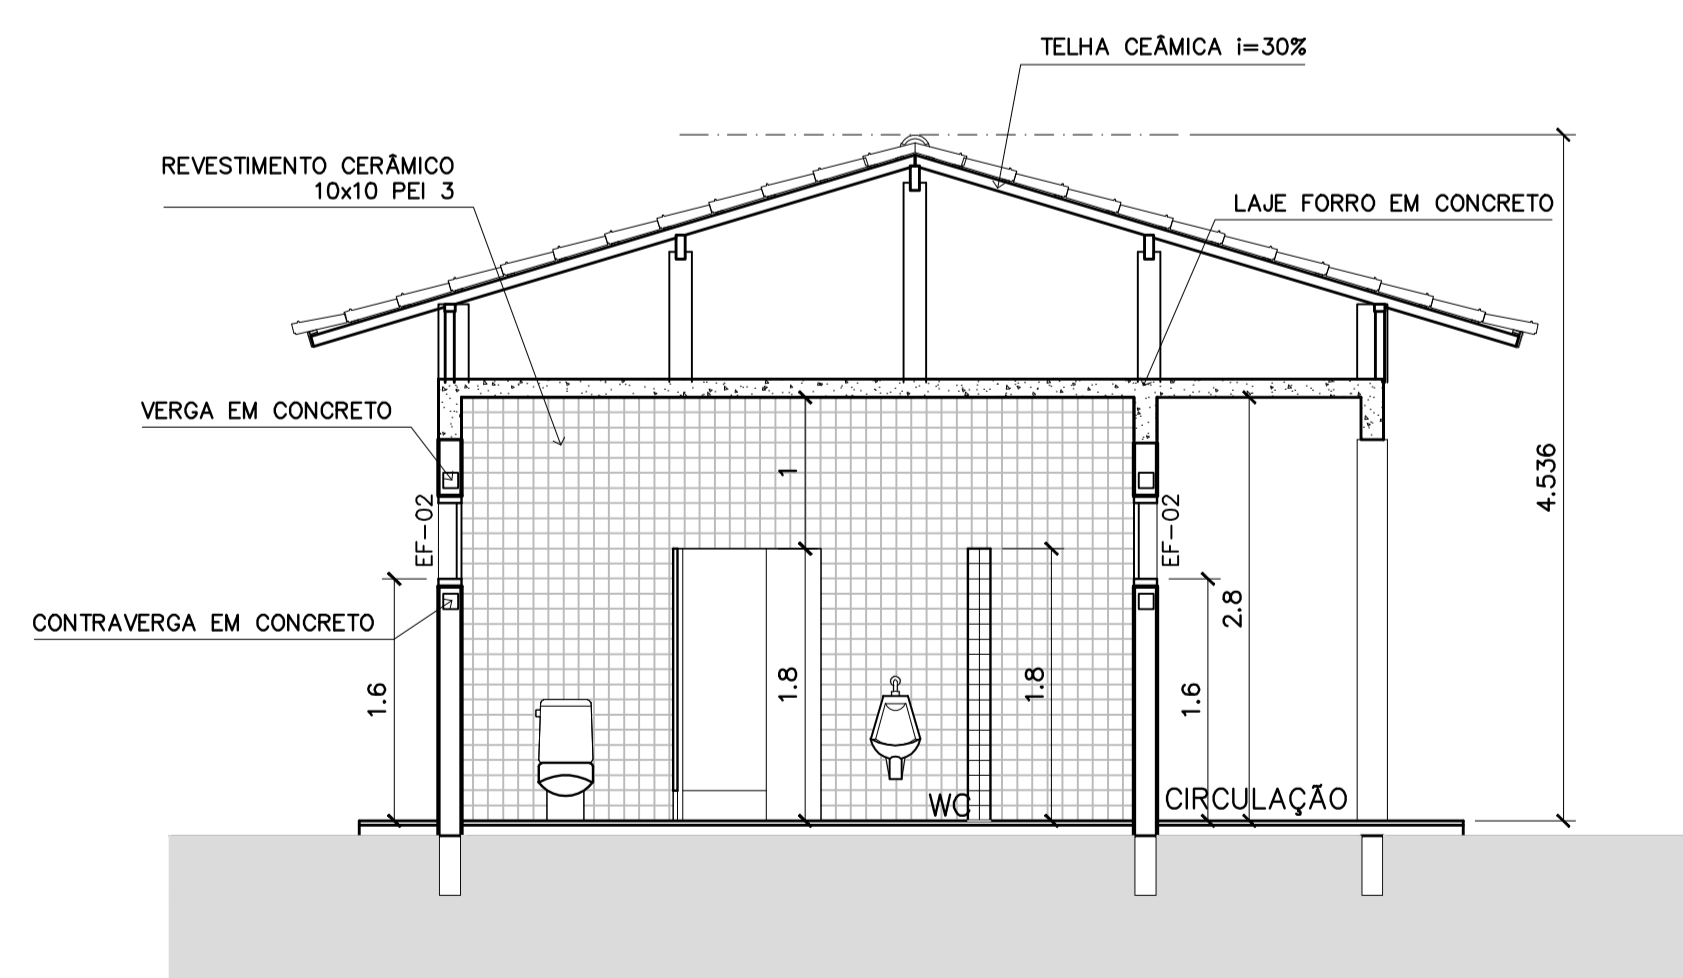 TELHA CEÂMICA i=30%
REVESTIMENTO CERÂMICO
10x10 PEI 3
LAJE FORRO EM CONCRETO
VERGA EM CONCRETO
1
4.536
EF-02
EF-02
CONTRAVERGA EM CONCRETO
2.8
1.6
1.8
1.8
1.6
WC
CIRCULAÇÃO